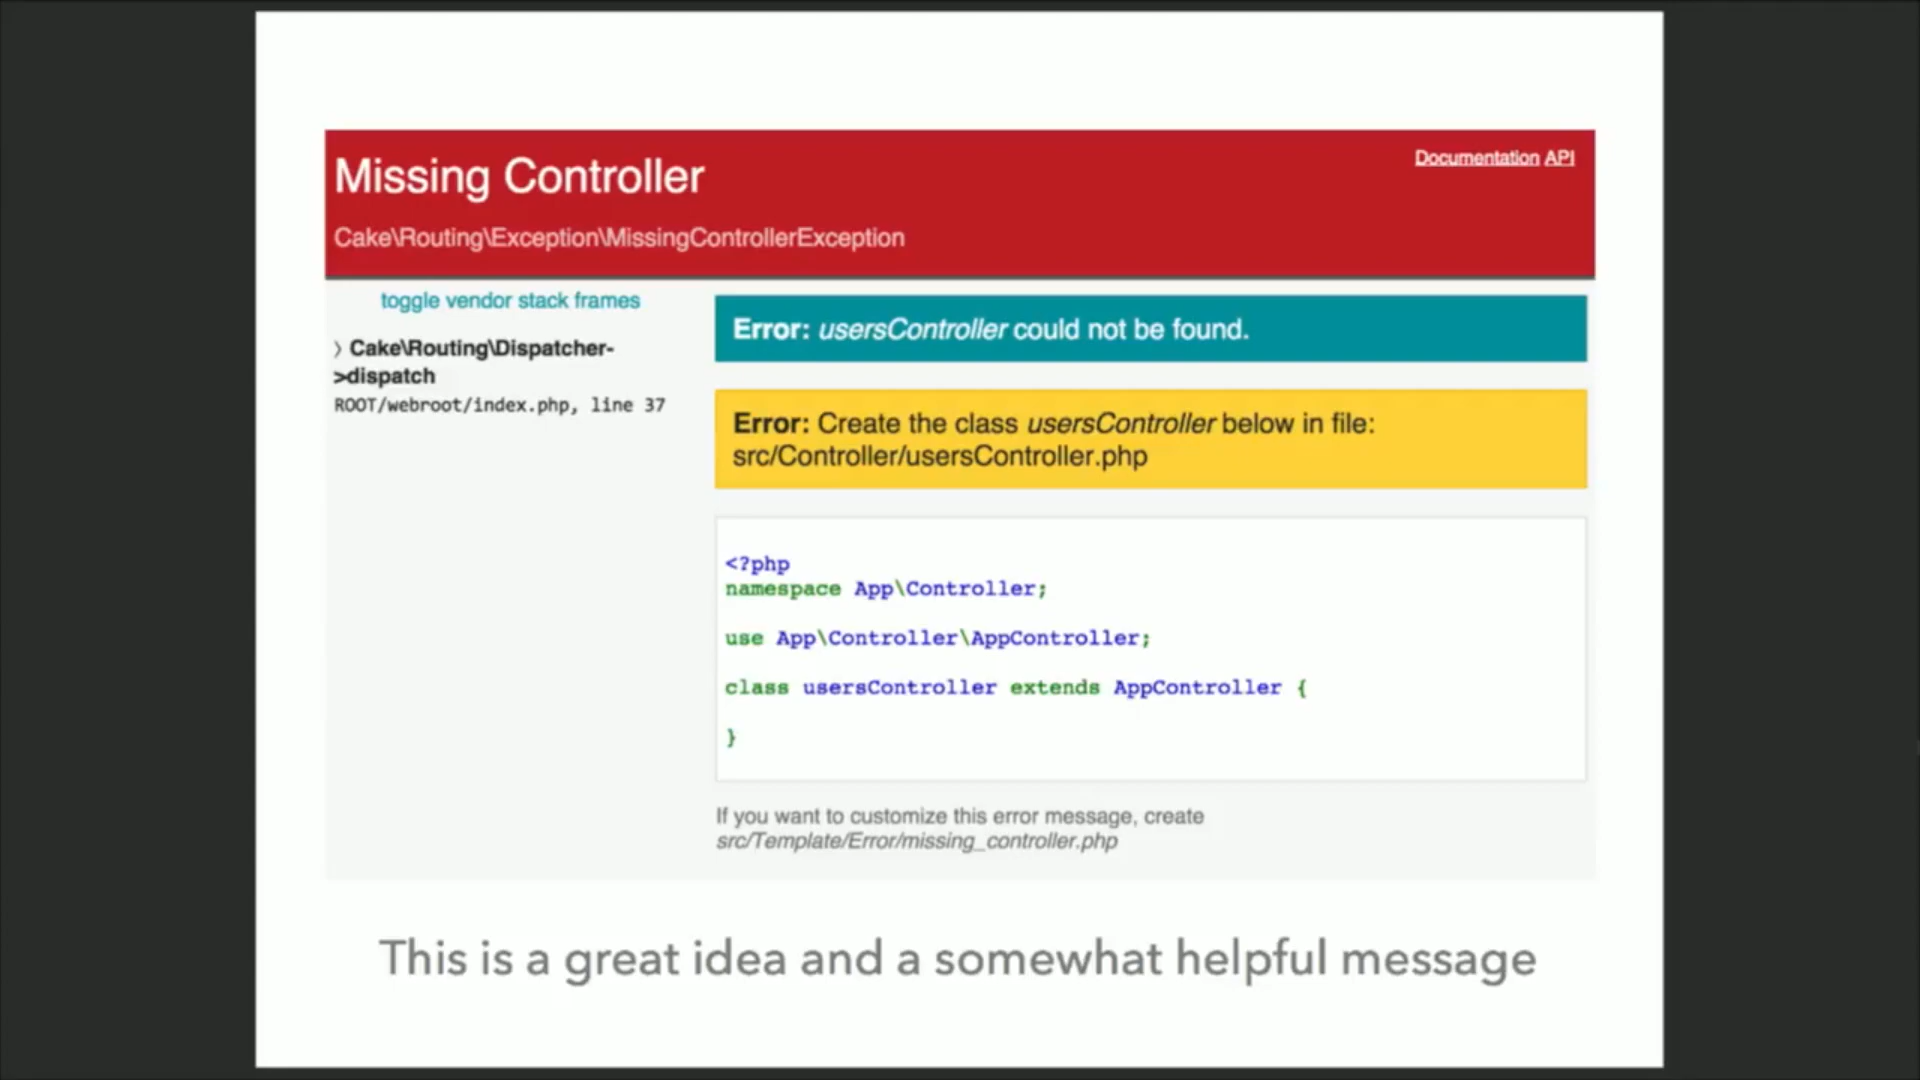 Missing Controller
Documentation API
Cake\Routing\Exception\MissingControllerException
toggle vendor stack frames
⟩ Cake\Routing\Dispatcher-
>dispatch
ROOT/webroot/index.php, line 37
Error: usersController could not be found.
Error: Create the class usersController below in file:
src/Controller/usersController.php
<?php
namespace App\Controller;
use App\Controller\AppController;
class usersController extends AppController {
}
If you want to customize this error message, create
src/Template/Error/missing_controller.php
This is a great idea and a somewhat helpful message